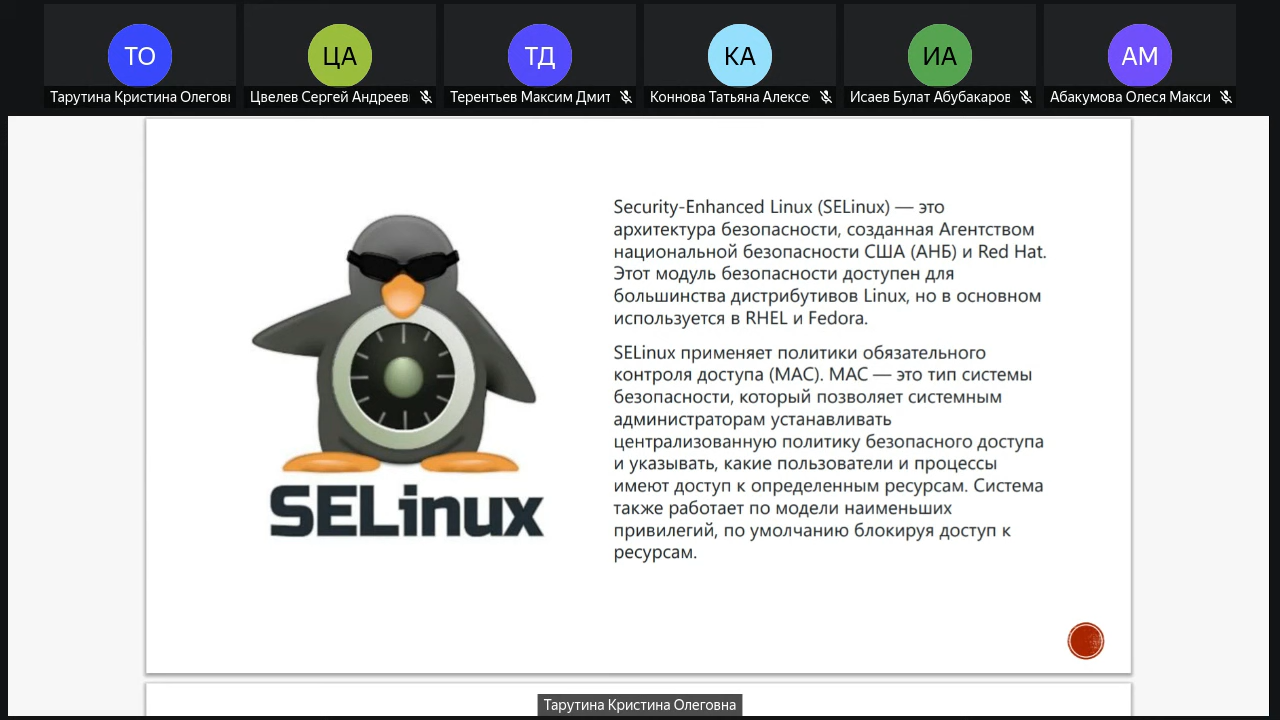 ТО
ЦА
ТД
КА
ИА
АМ
Тарутина Кристина Олегов
Цвелев Сергей Андреев
Терентьев Максим Дмит
Коннова Татьяна Алексе
Исаев Булат Абубакаров
Абакумова Олеся Макси
Security-Enhanced Linux (SELinux) — это
архитектура безопасности, созданная Агентством
национальной безопасности США (АНБ) и Red Hat.
Этот модуль безопасности доступен для
большинства дистрибутивов Linux, но в основном
используется в RHEL и Fedora.
SELinux применяет политики обязательного
контроля доступа (MAC). MAC — это тип системы
безопасности, который позволяет системным
администраторам устанавливать
централизованную политику безопасного доступа
и указывать, какие пользователи и процессы
имеют доступ к определенным ресурсам. Система
также работает по модели наименьших
привилегий, по умолчанию блокируя доступ к
ресурсам.
SELinux
Тарутина Кристина Олеговна